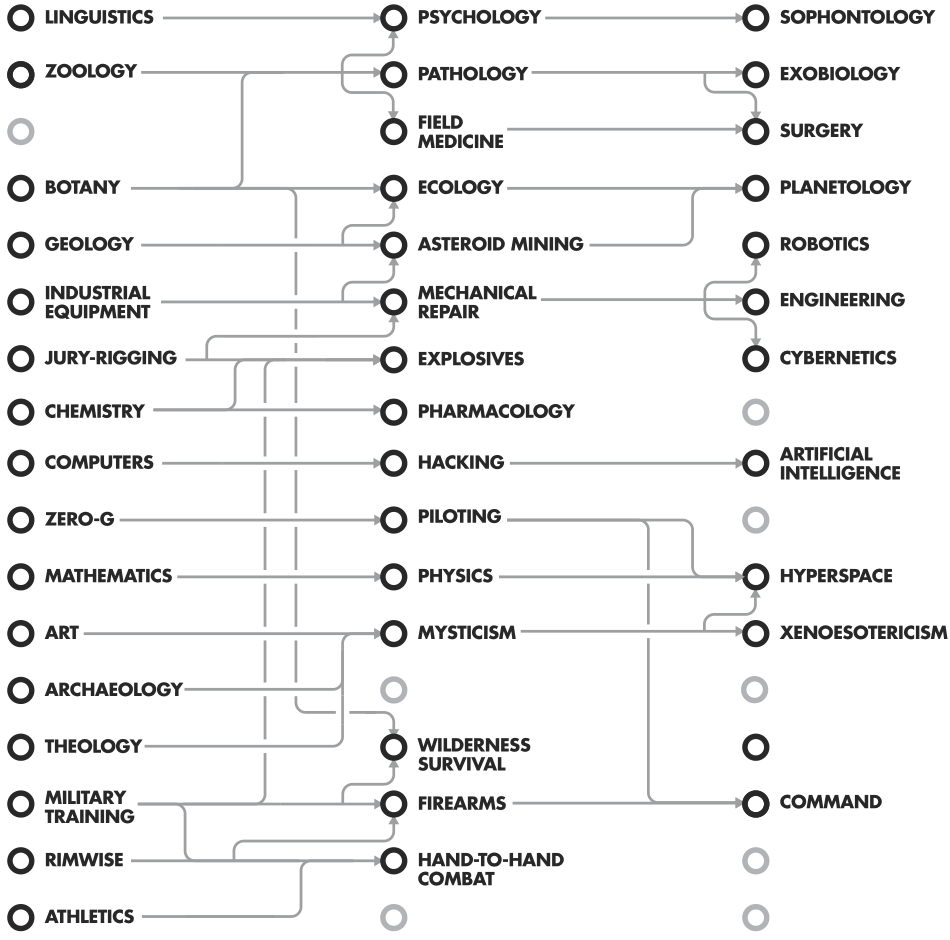 LINGUISTICS
PSYCHOLOGY
SOPHONTOLOGY
ZOOLOGY
PATHOLOGY
EXOBIOLOGY
FIELD
MEDICINE
SURGERY
BOTANY
ECOLOGY
PLANETOLOGY
GEOLOGY
ASTEROID MINING
ROBOTICS
INDUSTRIAL
EQUIPMENT
MECHANICAL
REPAIR
ENGINEERING
JURY-RIGGING
EXPLOSIVES
CYBERNETICS
CHEMISTRY
PHARMACOLOGY
COMPUTERS
HACKING
ARTIFICIAL
INTELLIGENCE
ZERO-G
PILOTING
MATHEMATICS
PHYSICS
HYPERSPACE
ART
MYSTICISM
XENOESOTERICISM
ARCHAEOLOGY
THEOLOGY
WILDERNESS
SURVIVAL
MILITARY
TRAINING
FIREARMS
COMMAND
RIMWISE
HAND-TO-HAND
COMBAT
ATHLETICS